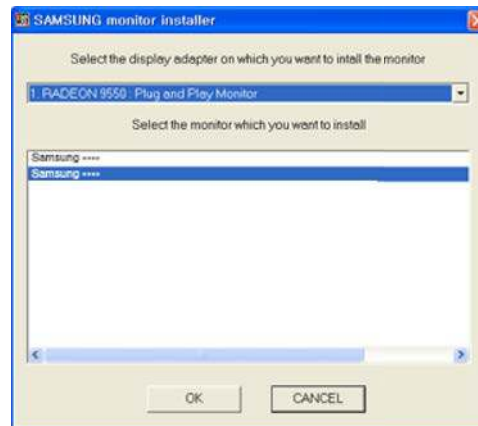 SAMSUNG monitor installer
Select the display adapter on which you want to intall the monitor
1. RADEON 9550 : Plug and Play Monitor
Select the monitor which you want to install
Samsung ----
Samsung ----
OK
CANCEL